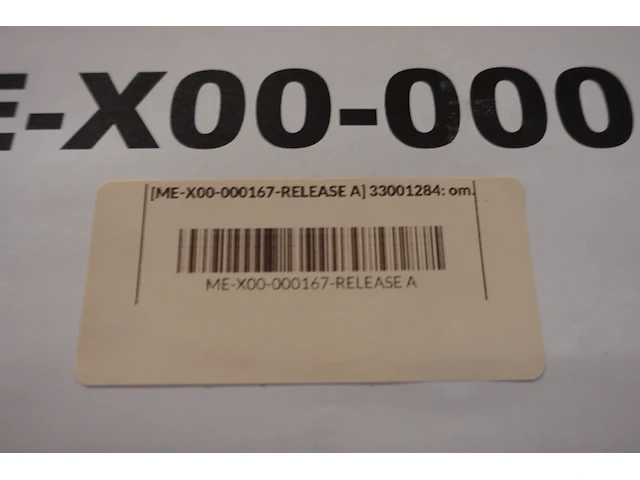 E-X00-000
[ME-X00-000167-RELEASE A] 33001284: om.
ME-X00-000167-RELEASE A